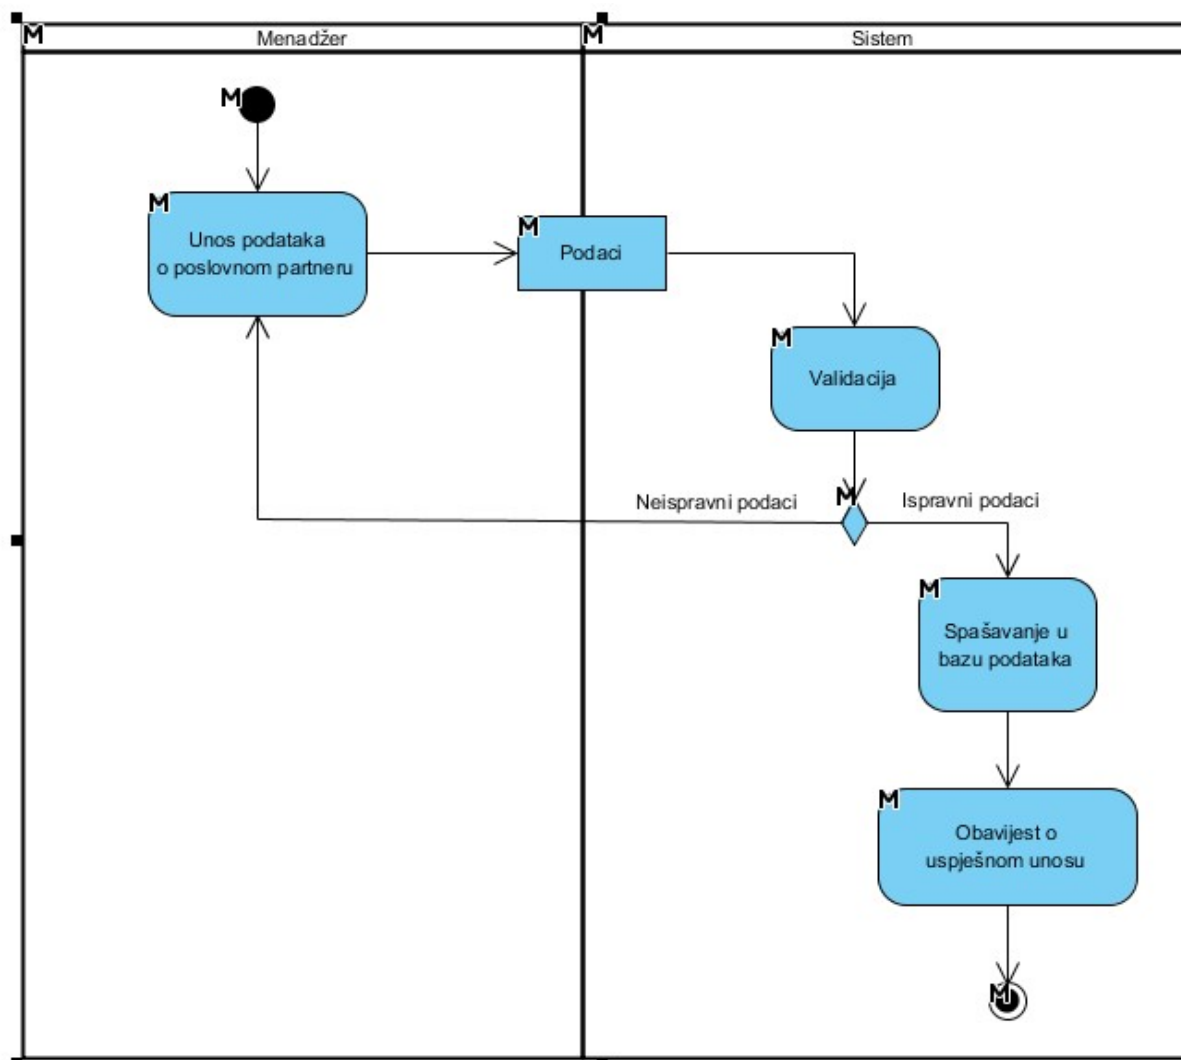 M Menadžer
M Sistem
M
M
Unos podataka
o poslovnom partneru
M
Podaci
M
Validacija
M
Neispravni podaci
Ispravni podaci
M
Spašavanje u
bazu podataka
M
Obavijest o
uspješnom unosu
M